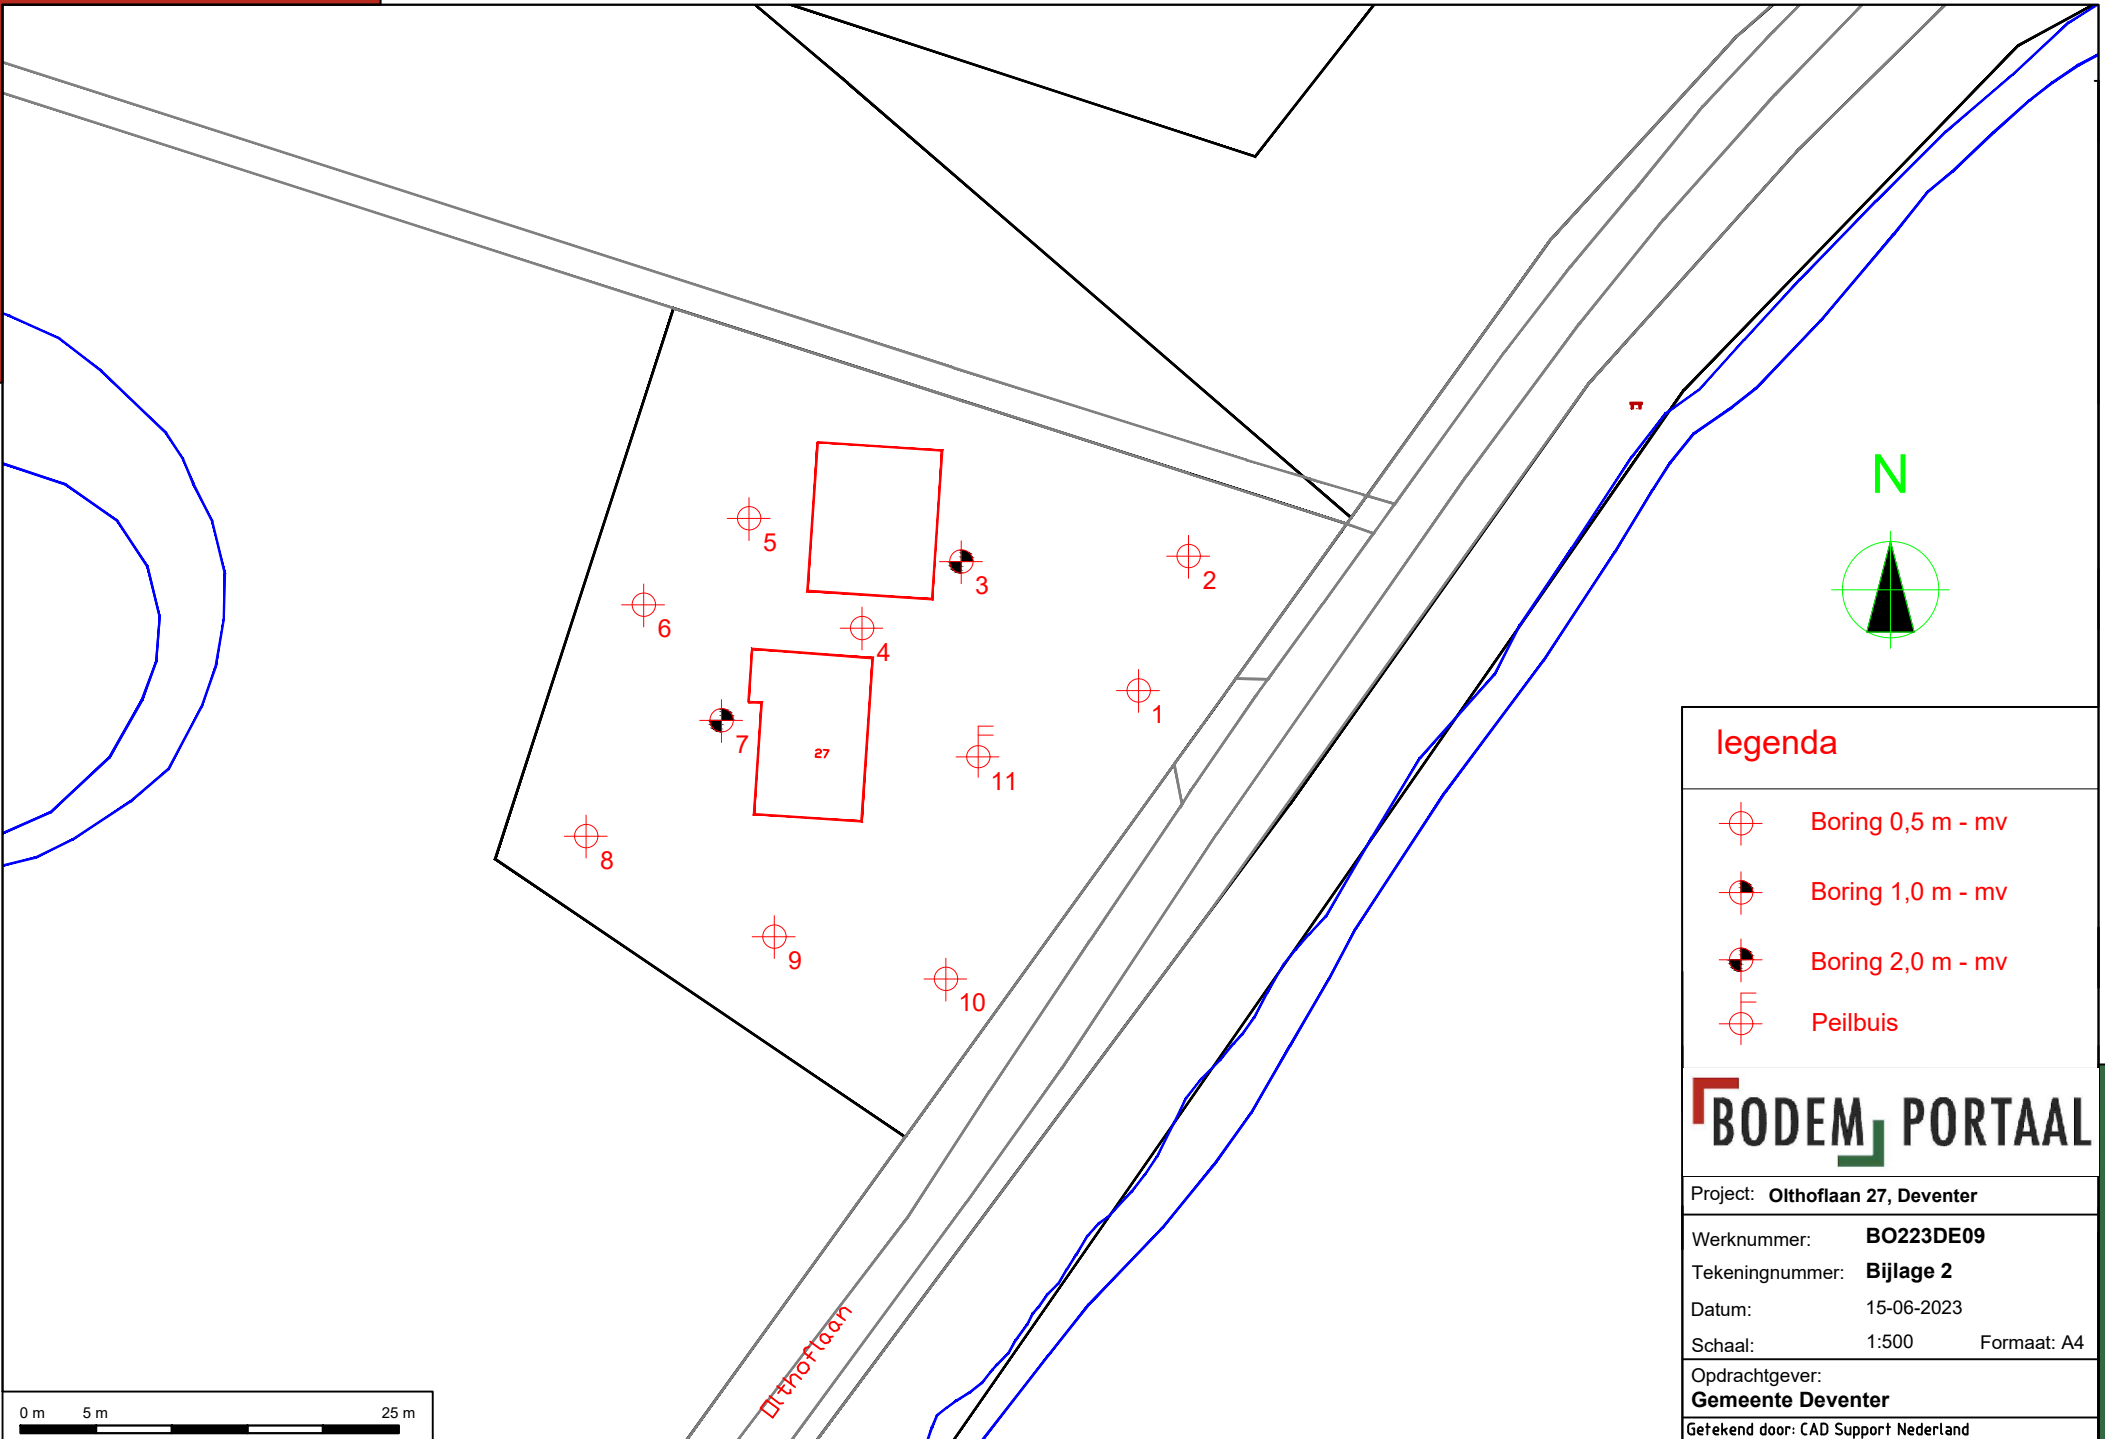 5
3
2
6
4
1
7
27
F
11
8
9
10
Olthoflaan
0 m 5 m 25 m
N
legenda
Boring 0,5 m - mv
Boring 1,0 m - mv
Boring 2,0 m - mv
F
Peilbuis
BODEM PORTAAL
Project: Olthoflaan 27, Deventer
Werknummer: BO223DE09
Tekeningnummer: Bijlage 2
Datum: 15-06-2023
Schaal: 1:500 Formaat: A4
Opdrachtgever:
Gemeente Deventer
Getekend door: CAD Support Nederland